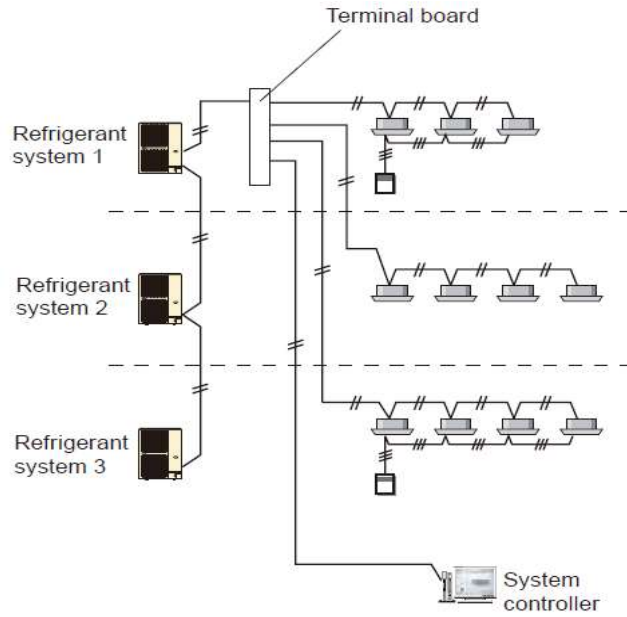 Terminal board
Refrigerant
system 1
Refrigerant
system 2
Refrigerant
system 3
System
controller